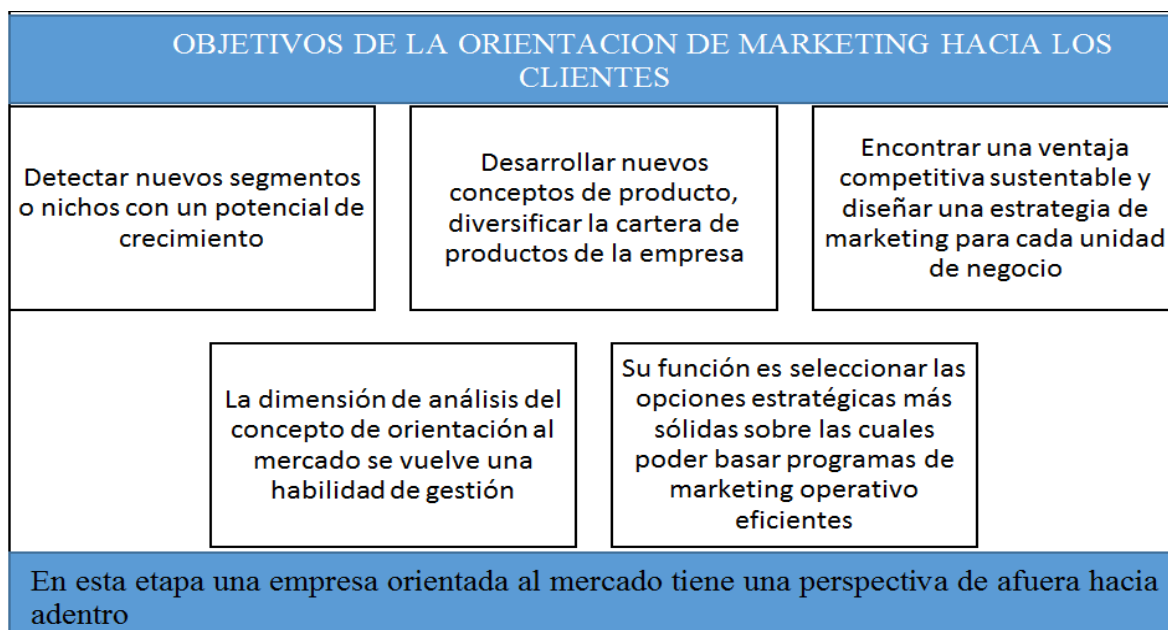 OBJETIVOS DE LA ORIENTACION DE MARKETING HACIA LOS
CLIENTES
Detectar nuevos segmentos
o nichos con un potencial de
crecimiento
Desarrollar nuevos
conceptos de producto,
diversificar la cartera de
productos de la empresa
Encontrar una ventaja
competitiva sustentable y
diseñar una estrategia de
marketing para cada unidad
de negocio
La dimensión de análisis del
concepto de orientación al
mercado se vuelve una
habilidad de gestión
Su función es seleccionar las
opciones estratégicas más
sólidas sobre las cuales
poder basar programas de
marketing operativo
eficientes
En esta etapa una empresa orientada al mercado tiene una perspectiva de afuera hacia
adentro